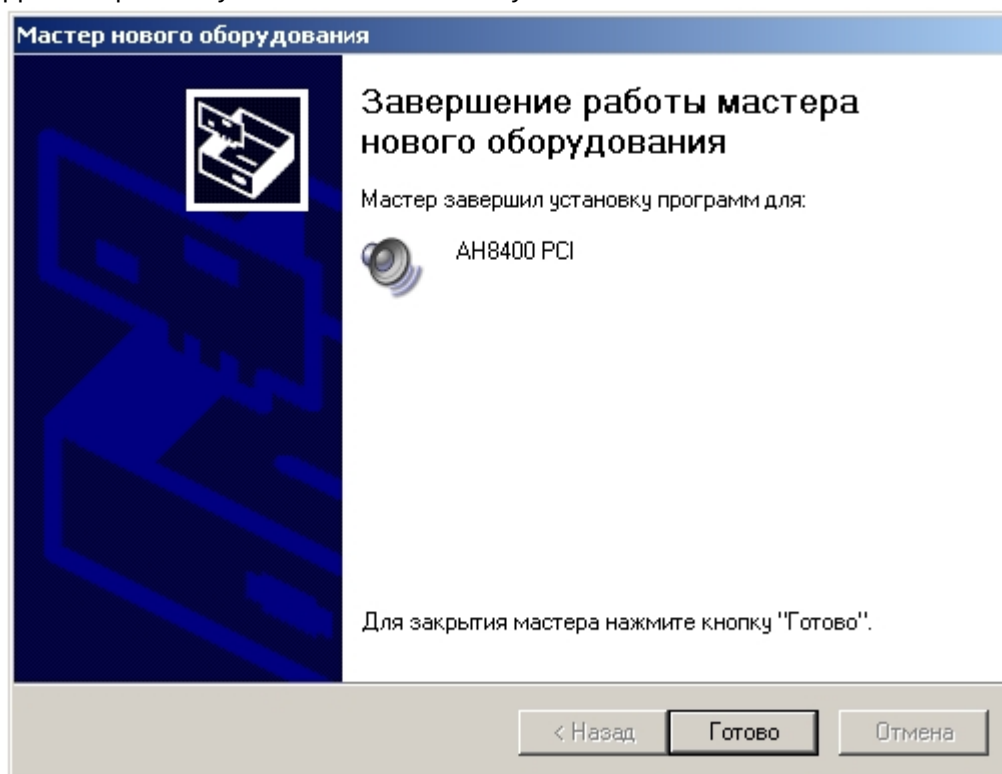 Мастер нового оборудования
Завершение работы мастера
нового оборудования
Мастер завершил установку программ для:
AH8400 PCI
Для закрытия мастера нажмите кнопку "Готово".
< Назад
Готово
Отмена